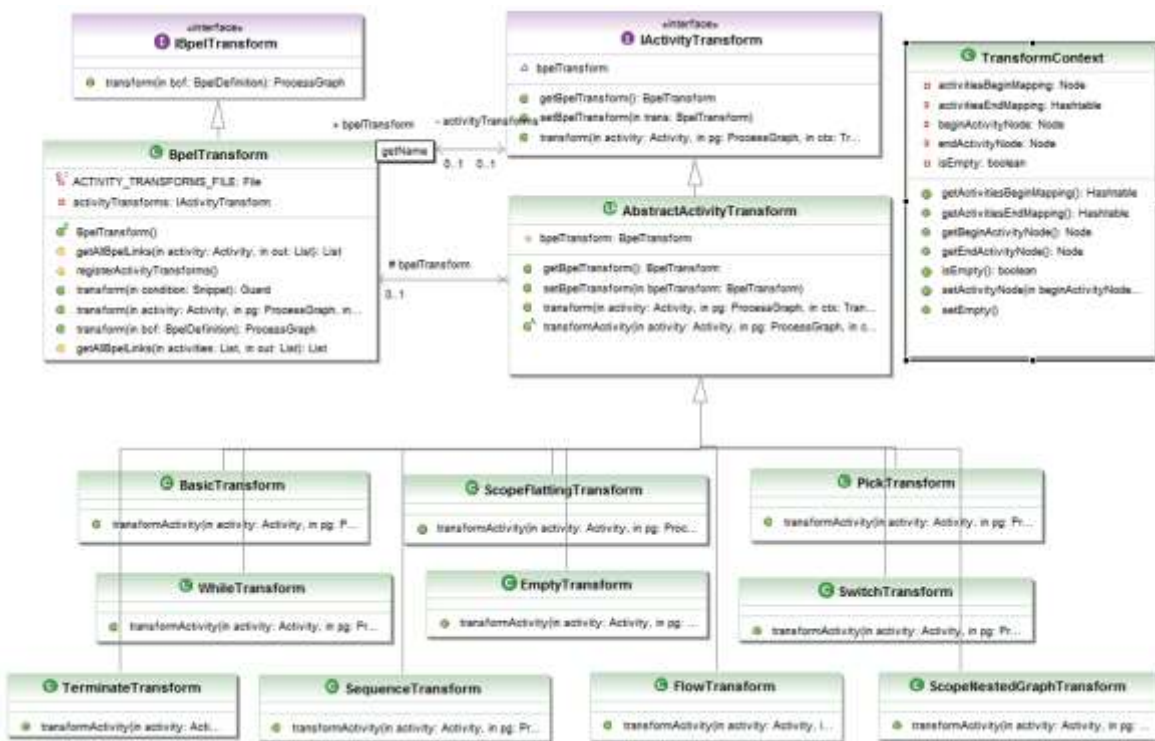 «interface»
IBpelTransform
transform(in bof: BpelDefinition): ProcessGraph
«interface»
IActivityTransform
bpelTransform
getBpelTransform(): BpelTransform
setBpelTransform(in trans: BpelTransform)
transform(in activity: Activity, in pg: ProcessGraph, in ctx: Tr...
TransformContext
activitiesBeginMapping: Node
activitiesEndMapping: Hashtable
beginActivityNode: Node
endActivityNode: Node
isEmpty: boolean
getActivitiesBeginMapping(): Hashtable
getActivitiesEndMapping(): Hashtable
getBeginActivityNode(): Node
getEndActivityNode(): Node
isEmpty(): boolean
setActivityNode(in beginActivityNode...
setEmpty()
+ bpelTransform
- activityTransforms
getName
0..1 0..1
BpelTransform
ACTIVITY_TRANSFORMS_FILE: File
activityTransforms: IActivityTransform
BpelTransform()
getAllBpelLinks(in activity: Activity, in out: List): List
registerActivityTransforms()
transform(in condition: Snippet): Guard
transform(in activity: Activity, in pg: ProcessGraph, in...
transform(in bof: BpelDefinition): ProcessGraph
getAllBpelLinks(in activities: List, in out: List): List
# bpelTransform
0..1
AbstractActivityTransform
bpelTransform: BpelTransform
getBpelTransform(): BpelTransform
setBpelTransform(in bpelTransform: BpelTransform)
transform(in activity: Activity, in pg: ProcessGraph, in ctx: Tran...
transformActivity(in activity: Activity, in pg: ProcessGraph, in c...
BasicTransform
transformActivity(in activity: Activity, in pg: P...
ScopeFlattingTransform
transformActivity(in activity: Activity, in pg: Proc...
PickTransform
transformActivity(in activity: Activity, in pg: Pr...
WhileTransform
transformActivity(in activity: Activity, in pg: Pr...
EmptyTransform
transformActivity(in activity: Activity, in pg: ...
SwitchTransform
transformActivity(in activity: Activity, in pg: Pr...
TerminateTransform
transformActivity(in activity: Acti...
SequenceTransform
transformActivity(in activity: Activity, in pg: Pr...
FlowTransform
transformActivity(in activity: Activity, i...
ScopeNestedGraphTransform
transformActivity(in activity: Activity, in pg: ...